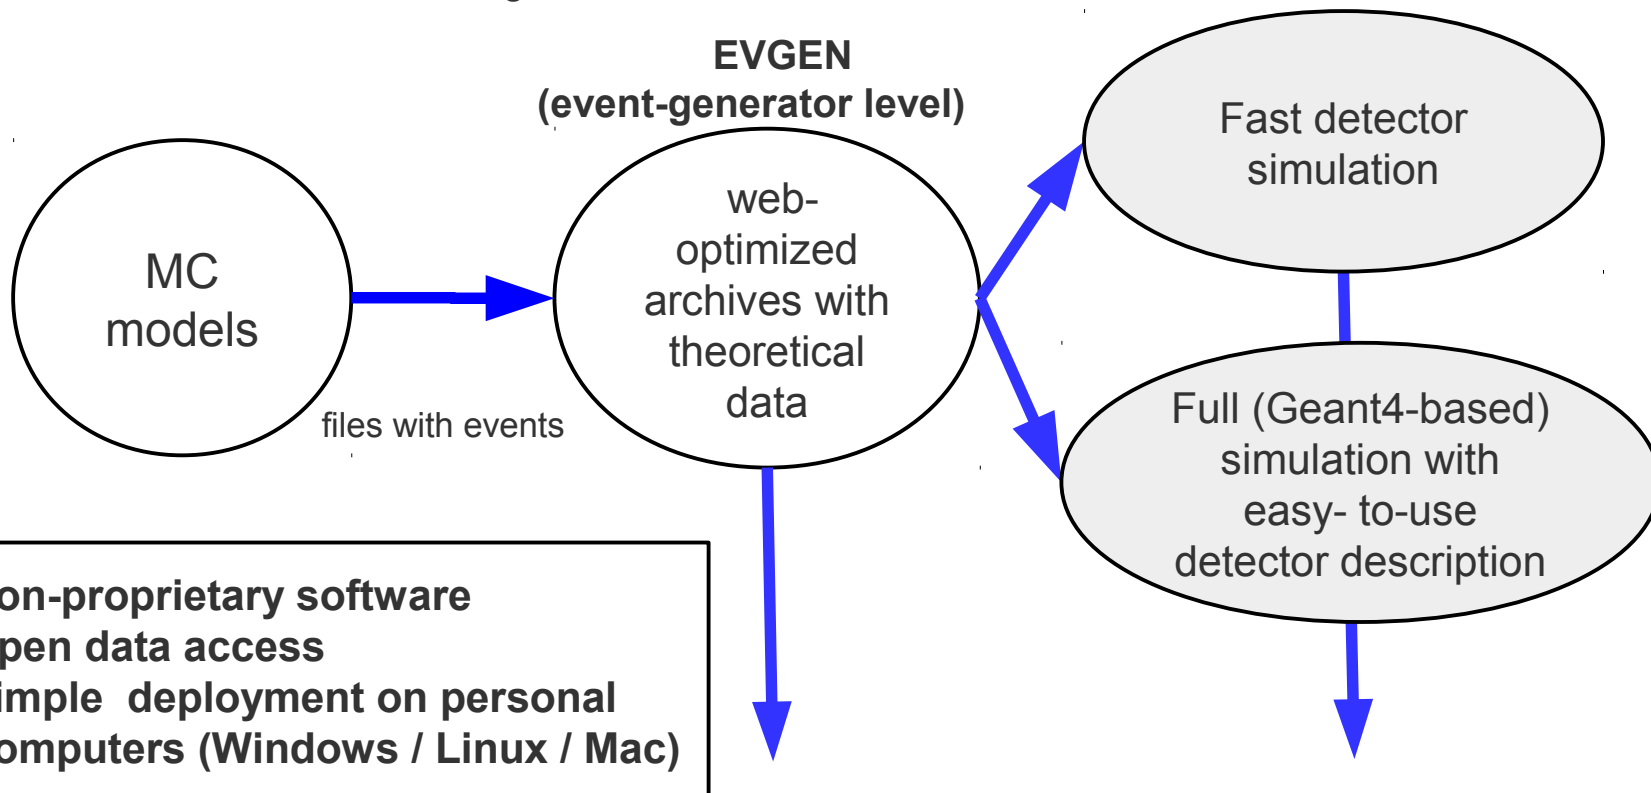 EVGEN
(event-generator level)
MC
models
files with events
web-
optimized
archives with
theoretical
data
Fast detector
simulation
Full (Geant4-based)
simulation with
easy- to-use
detector description
on-proprietary software
pen data access
imple  deployment on personal
omputers (Windows / Linux / Mac)